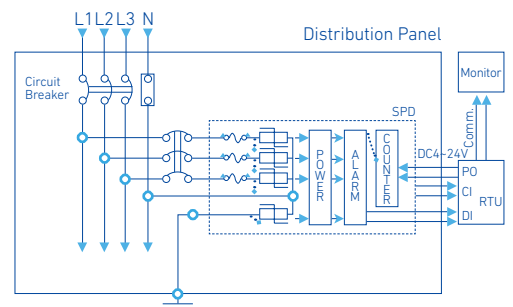 L1 L2 L3 N
Distribution Panel
Circuit
Breaker
Monitor
SPD
Comm.
DC4~24V
POWER
ALARM
COUNTER
PO
CI
RTU
DI